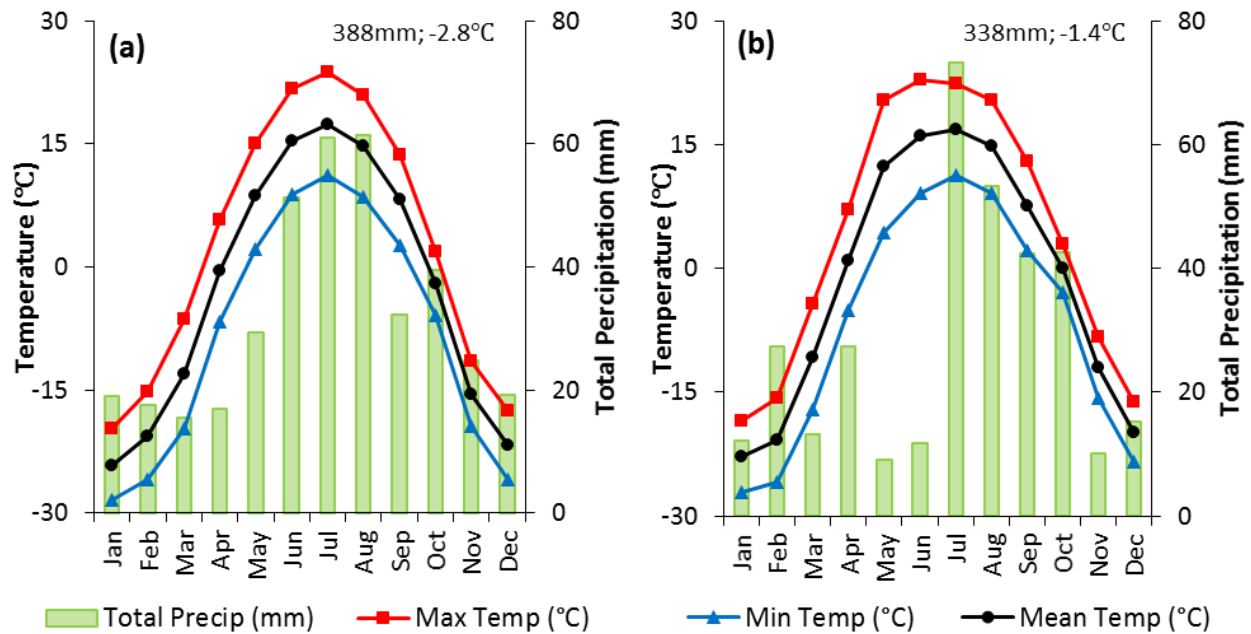 (a)
388mm; -2.8°C
30
15
0
-15
-30
Temperature (°C)
80
60
40
20
0
Total Percipitation (mm)
Jan
Feb
Mar
Apr
May
Jun
Jul
Aug
Sep
Oct
Nov
Dec
(b)
338mm; -1.4°C
30
15
0
-15
-30
Temperature (°C)
80
60
40
20
0
Total Precipitation (mm)
Jan
Feb
Mar
Apr
May
Jun
Jul
Aug
Sep
Oct
Nov
Dec
Total Precip (mm) Max Temp (°C) Min Temp (°C) Mean Temp (°C)